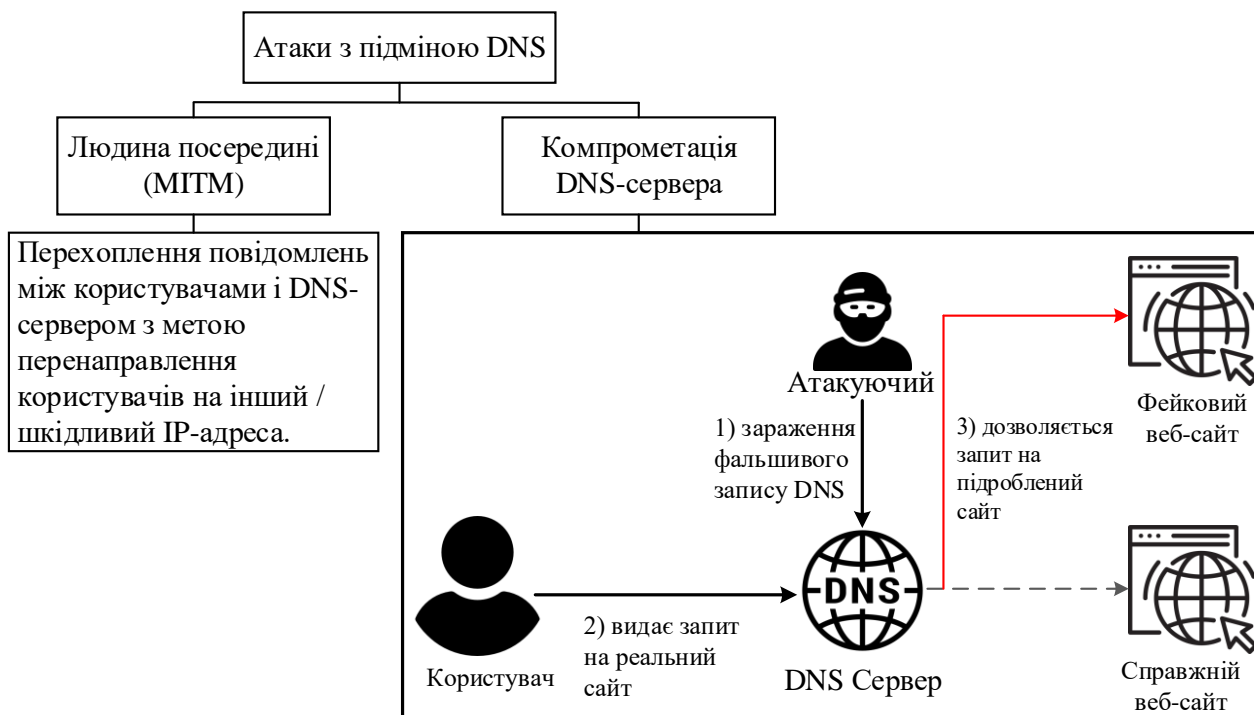 Атаки з підміною DNS
Людина посередині
(MITM)
Компрометація
DNS-сервера
Перехоплення повідомлень
між користувачами і DNS-
сервером з метою
перенаправлення
користувачів на інший /
шкідливий IP-адреса.
Атакуючий
1) зараження
фальшивого
запису DNS
3) дозволяється
запит на
підроблений
сайт
Фейковий
веб-сайт
Користувач
2) видає запит
на реальний
сайт
DNS
DNS Сервер
Справжній
веб-сайт